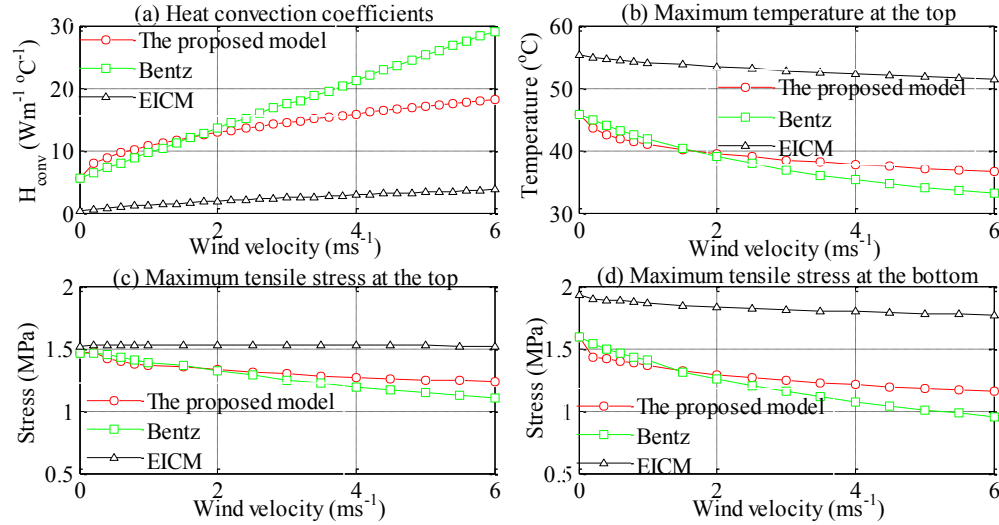 (a) Heat convection coefficients
30
20
10
0
H_conv (Wm⁻¹ °C⁻¹)
The proposed model
Bentz
EICM
0 2 4 6
Wind velocity (ms⁻¹)
(b) Maximum temperature at the top
60
50
40
30
Temperature (°C)
The proposed model
Bentz
EICM
0 2 4 6
Wind velocity (ms⁻¹)
(c) Maximum tensile stress at the top
2
1.5
1
0.5
Stress (MPa)
The proposed model
Bentz
EICM
0 2 4 6
Wind velocity (ms⁻¹)
(d) Maximum tensile stress at the bottom
2
1.5
1
0.5
Stress (MPa)
The proposed model
Bentz
EICM
0 2 4 6
Wind velocity (ms⁻¹)